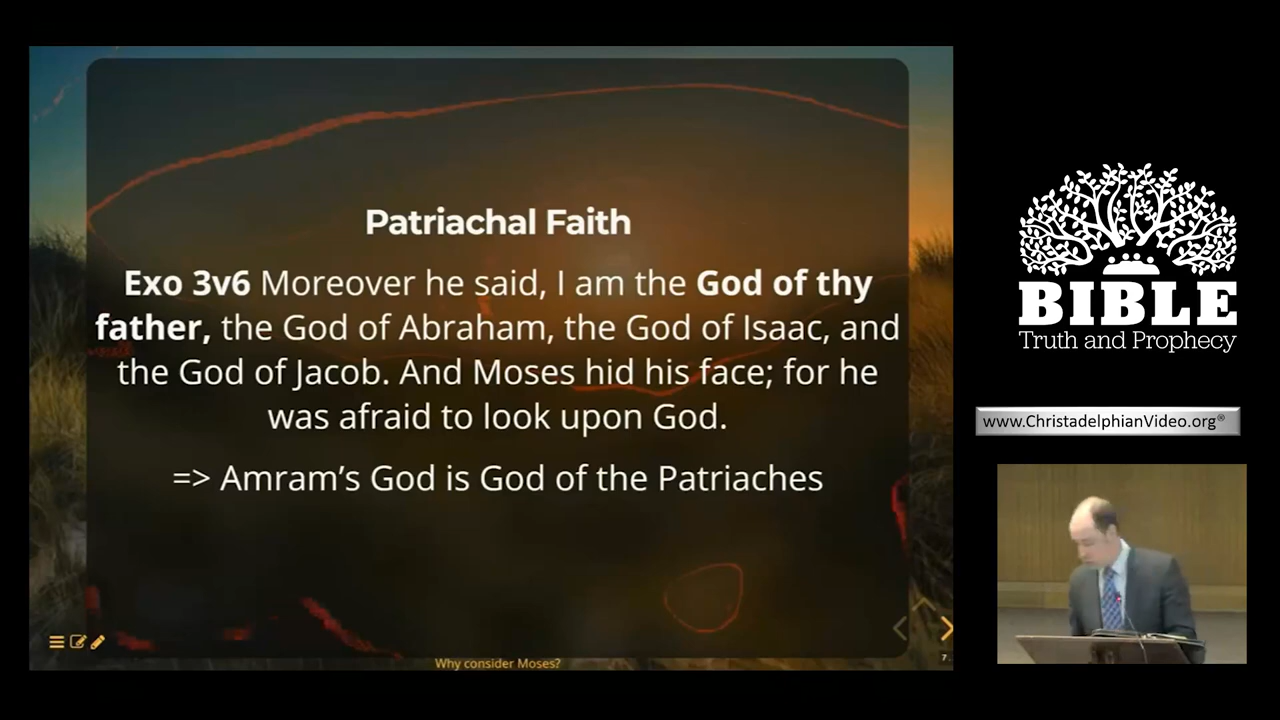 Patriachal Faith
Exo 3v6 Moreover he said, I am the God of thy
father, the God of Abraham, the God of Isaac, and
the God of Jacob. And Moses hid his face; for he
was afraid to look upon God.
=> Amram’s God is God of the Patriaches
Why consider Moses?
7
BIBLE
Truth and Prophecy
www.ChristadelphianVideo.org®